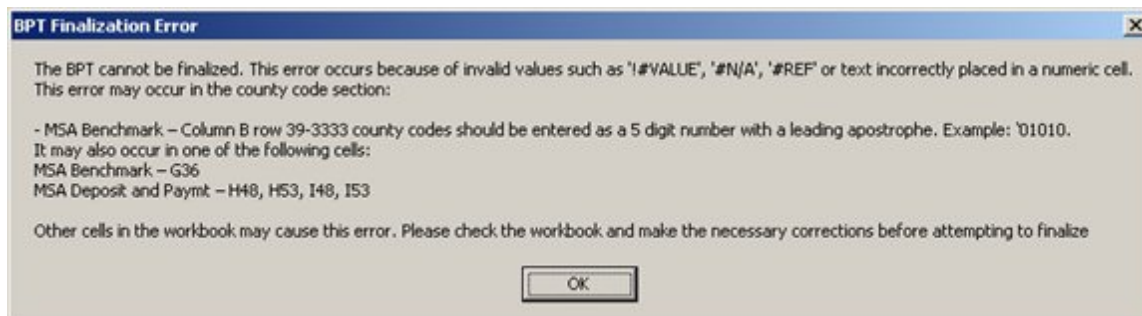 BPT Finalization Error
The BPT cannot be finalized. This error occurs because of invalid values such as '!#VALUE', '#N/A', '#REF' or text incorrectly placed in a numeric cell.
This error may occur in the county code section:
- MSA Benchmark – Column B row 39-3333 county codes should be entered as a 5 digit number with a leading apostrophe. Example: '01010.
It may also occur in one of the following cells:
MSA Benchmark – G36
MSA Deposit and Paymt – H48, H53, I48, I53
Other cells in the workbook may cause this error. Please check the workbook and make the necessary corrections before attempting to finalize
OK